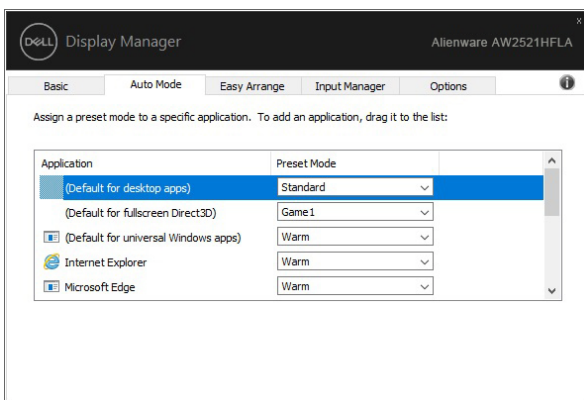 x
DELL Display Manager Alienware AW2521HFLA
Basic Auto Mode Easy Arrange Input Manager Options i
Assign a preset mode to a specific application. To add an application, drag it to the list:
Application Preset Mode
(Default for desktop apps) Standard
(Default for fullscreen Direct3D) Game1
(Default for universal Windows apps) Warm
Internet Explorer Warm
Microsoft Edge Warm